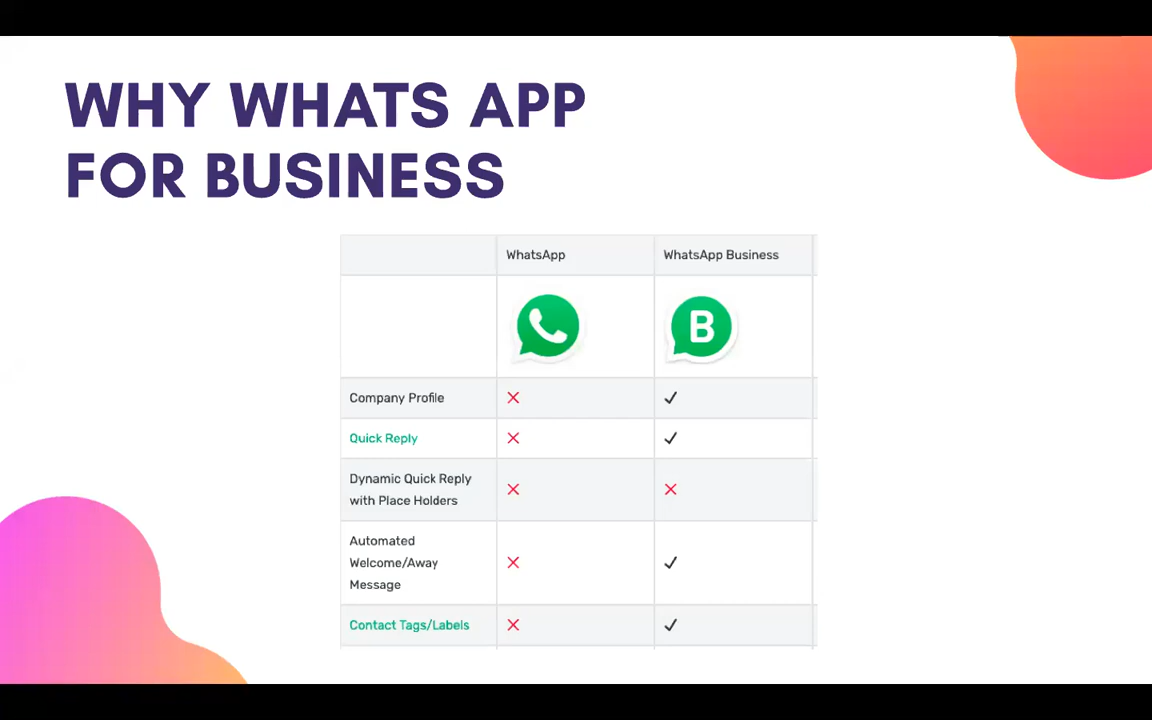 WHY WHATS APP
FOR BUSINESS
WhatsApp
WhatsApp Business
B
Company Profile
Quick Reply
Dynamic Quick Reply
with Place Holders
Automated
Welcome/Away
Message
Contact Tags/Labels